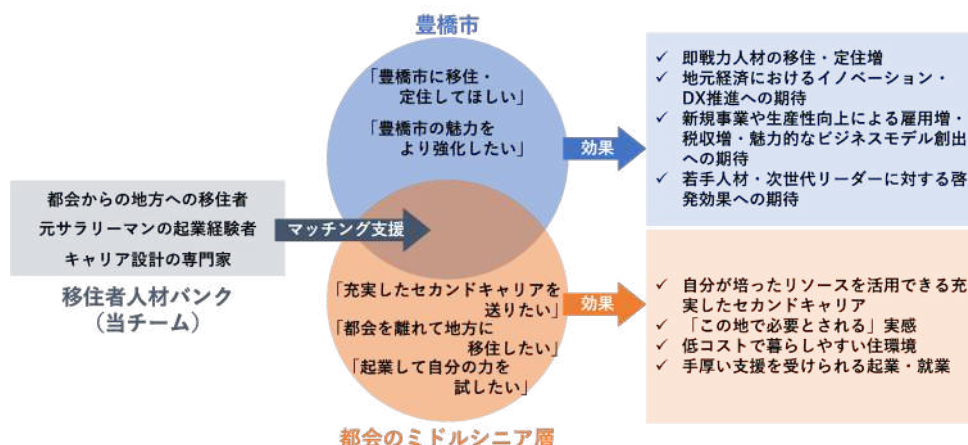 豊橋市
「豊橋市に移住・
定住してほしい」
「豊橋市の魅力を
より強化したい」
効果
✓ 即戦力人材の移住・定住増
✓ 地元経済におけるイノベーション・
DX推進への期待
✓ 新規事業や生産性向上による雇用増・
税収増・魅力的なビジネスモデル創出
への期待
✓ 若手人材・次世代リーダーに対する啓
発効果への期待
都会からの地方への移住者
元サラリーマンの起業経験者
キャリア設計の専門家
移住者人材バンク
(当チーム)
マッチング支援
「充実したセカンドキャリアを
送りたい」
「都会を離れて地方に
移住したい」
「起業して自分の力を
試したい」
都会のミドルシニア層
効果
✓ 自分が培ったリソースを活用できる充
実したセカンドキャリア
✓ 「この地で必要とされる」実感
✓ 低コストで暮らしやすい住環境
✓ 手厚い支援を受けられる起業・就業